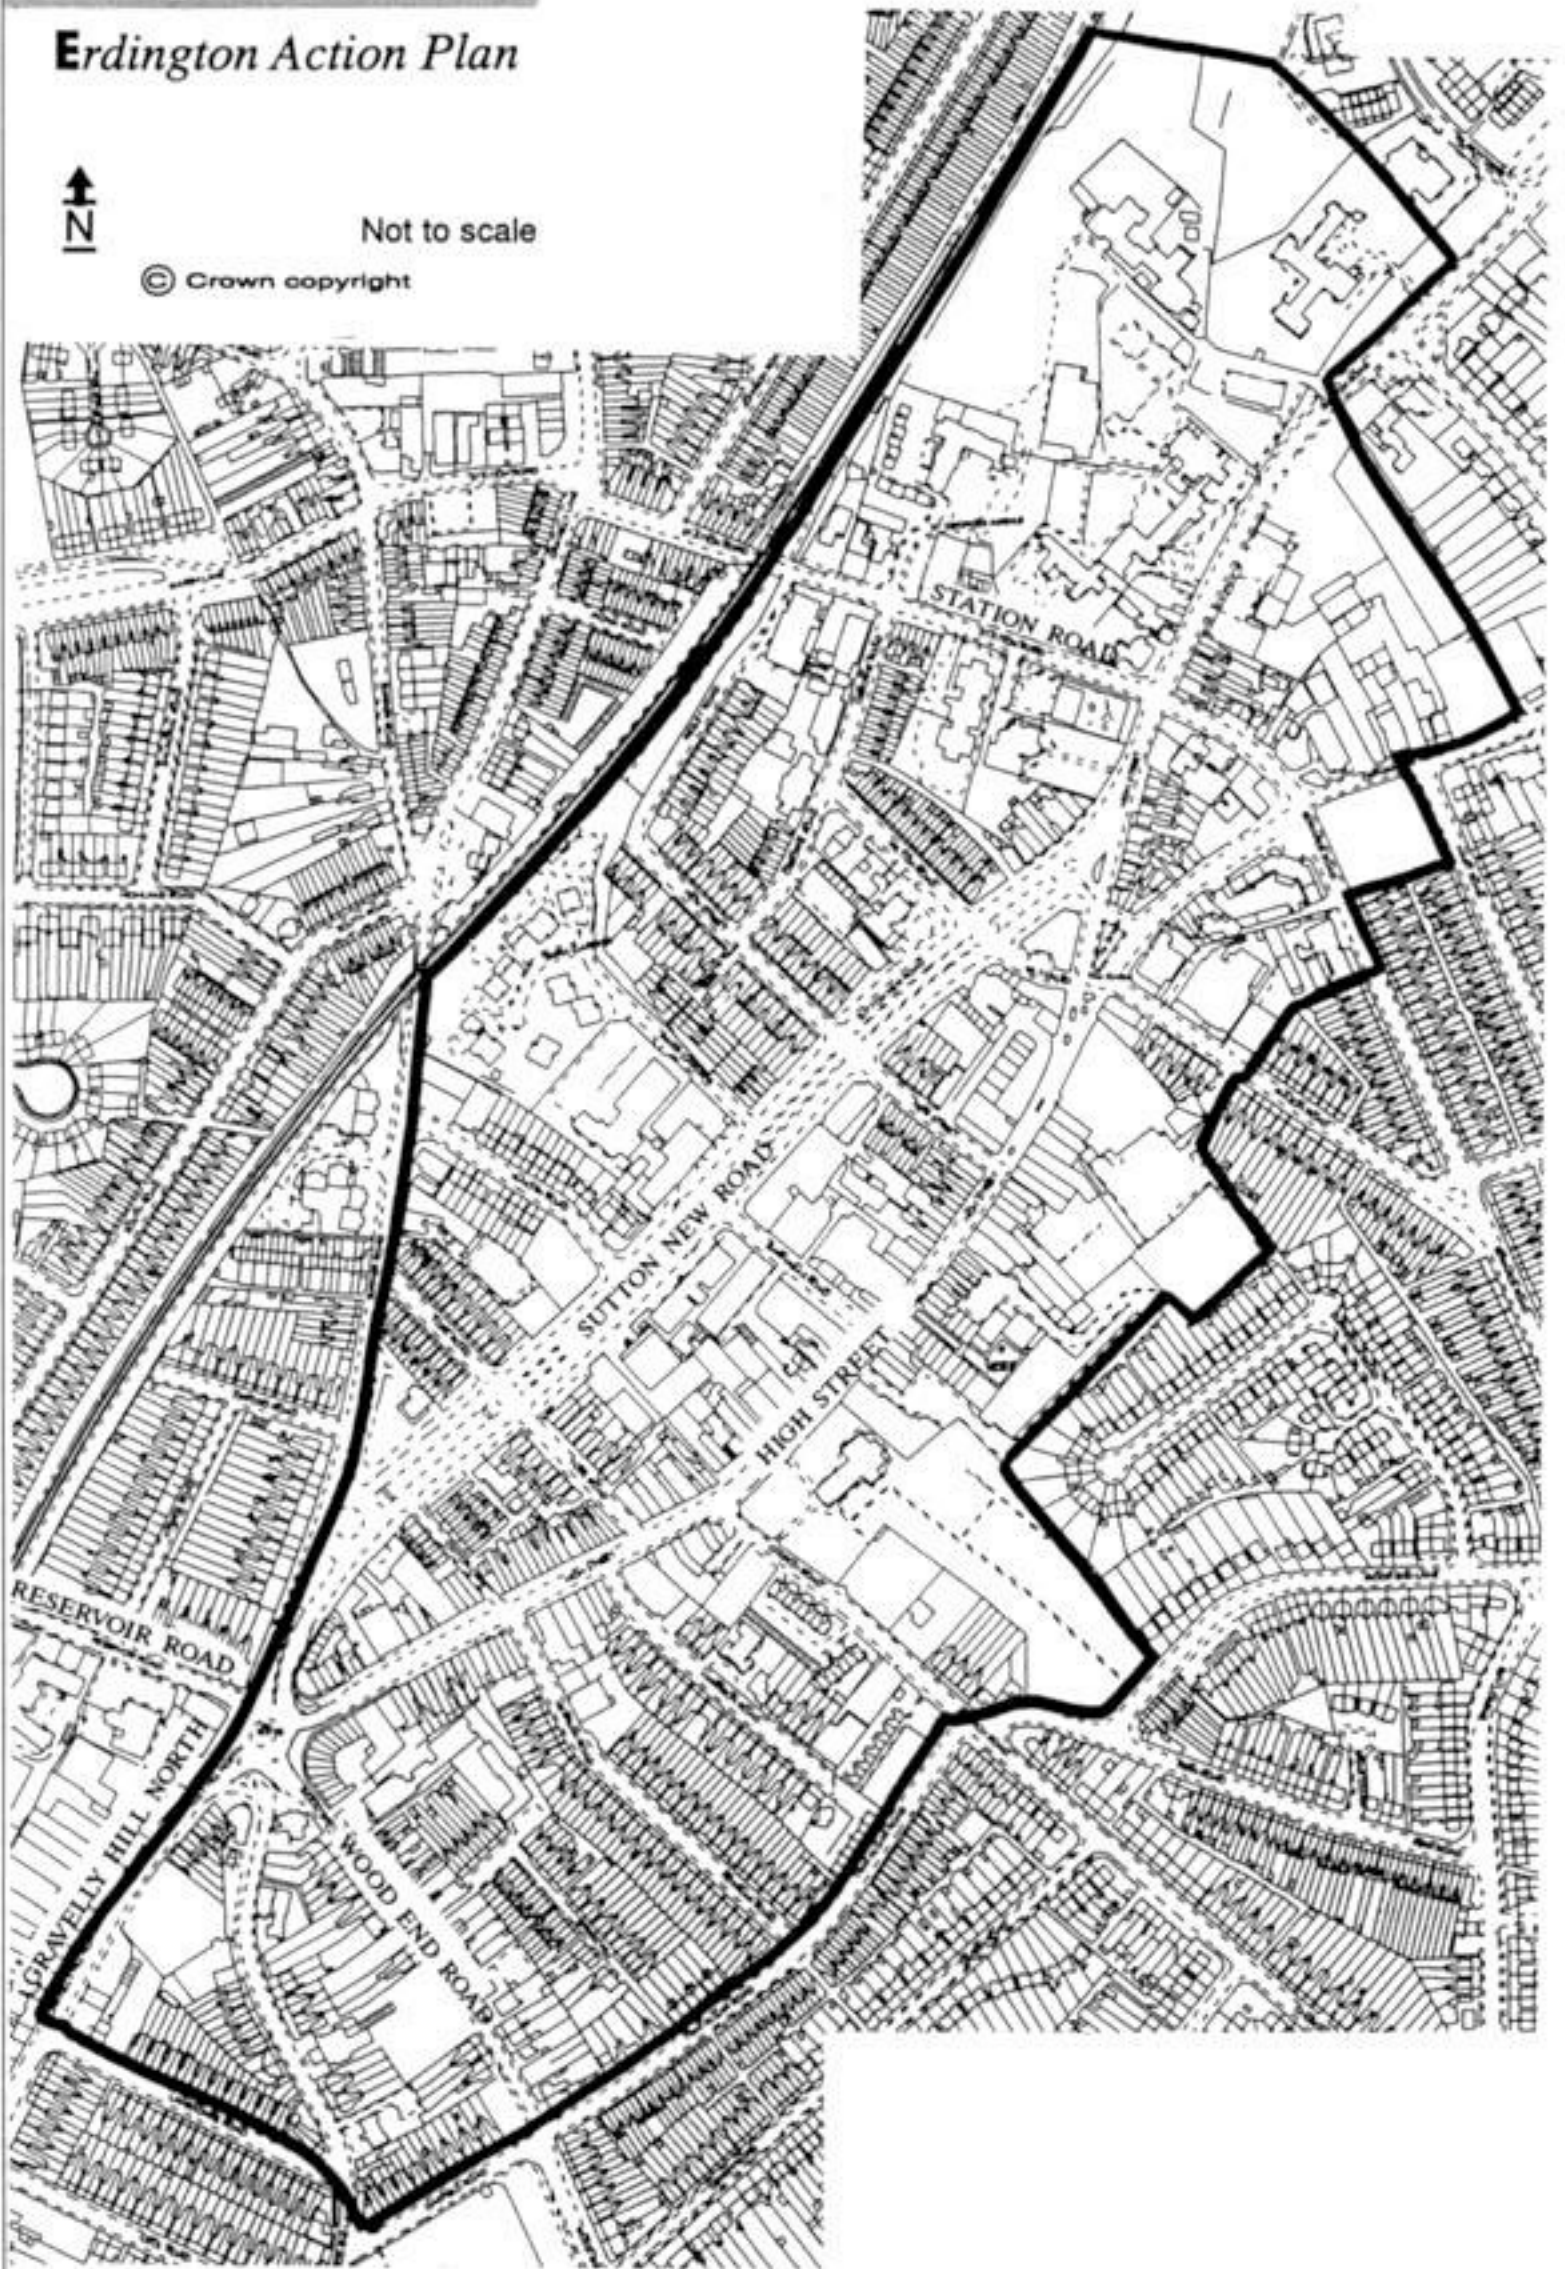 Erdington Action Plan
N
Not to scale
© Crown copyright
STATION ROAD
SUTTON NEW ROAD
HIGH STREET
RESERVOIR ROAD
GRAVELLY HILL NORTH
WOOD END ROAD